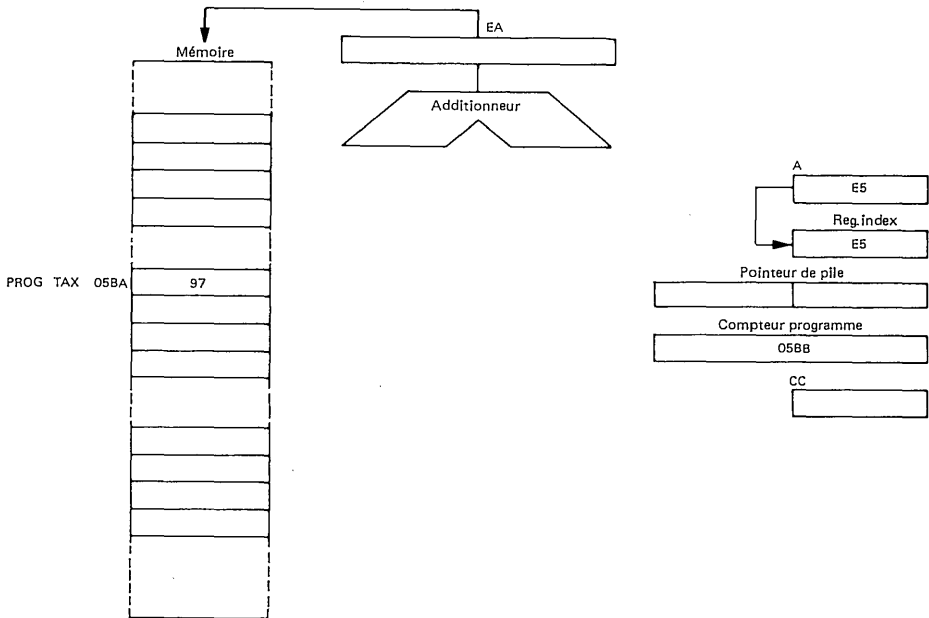 EA
Mémoire
Additionneur
A
E5
Reg.index
E5
PROG TAX 05BA 97
Pointeur de pile
Compteur programme
05BB
CC